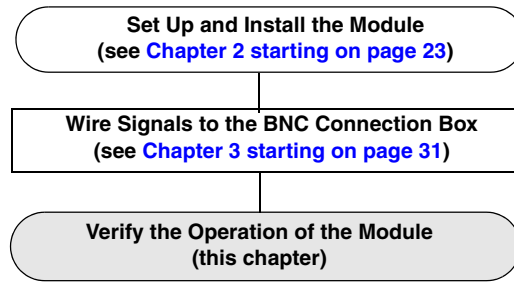 Set Up and Install the Module
(see Chapter 2 starting on page 23)
Wire Signals to the BNC Connection Box
(see Chapter 3 starting on page 31)
Verify the Operation of the Module
(this chapter)